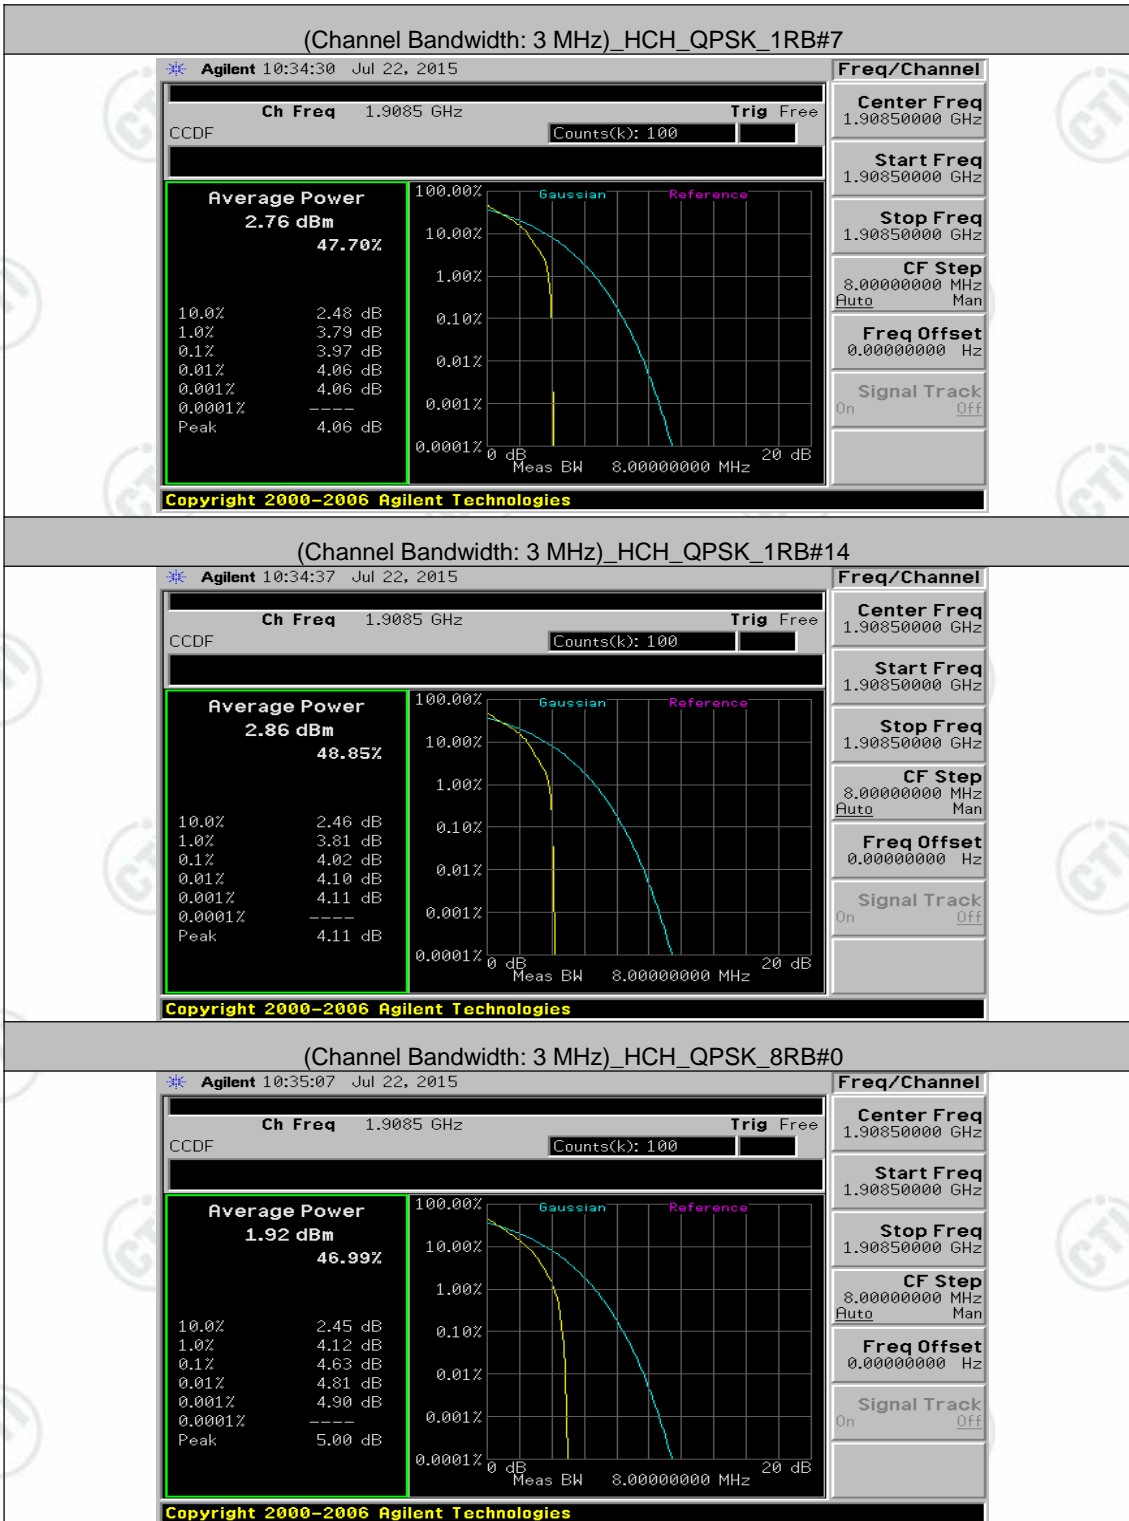 (Channel Bandwidth: 3 MHz)_HCH_QPSK_1RB#7
Agilent 10:34:30 Jul 22, 2015
Freq/Channel
Ch Freq 1.9085 GHz Trig Free
CCDF Counts(k): 100
Center Freq
1.90850000 GHz
Start Freq
1.90850000 GHz
Stop Freq
1.90850000 GHz
CF Step
8.00000000 MHz
Auto Man
Freq Offset
0.00000000 Hz
Signal Track
On Off
Average Power
2.76 dBm
47.70%
10.0% 2.48 dB
1.0% 3.79 dB
0.1% 3.97 dB
0.01% 4.06 dB
0.001% 4.06 dB
0.0001% ----
Peak 4.06 dB
Gaussian Reference
100.00%
10.00%
1.00%
0.10%
0.01%
0.001%
0.0001%
0 dB 20 dB
Meas BW 8.00000000 MHz
Copyright 2000-2006 Agilent Technologies
(Channel Bandwidth: 3 MHz)_HCH_QPSK_1RB#14
Agilent 10:34:37 Jul 22, 2015
Freq/Channel
Ch Freq 1.9085 GHz Trig Free
CCDF Counts(k): 100
Center Freq
1.90850000 GHz
Start Freq
1.90850000 GHz
Stop Freq
1.90850000 GHz
CF Step
8.00000000 MHz
Auto Man
Freq Offset
0.00000000 Hz
Signal Track
On Off
Average Power
2.86 dBm
48.85%
10.0% 2.46 dB
1.0% 3.81 dB
0.1% 4.02 dB
0.01% 4.10 dB
0.001% 4.11 dB
0.0001% ----
Peak 4.11 dB
Gaussian Reference
100.00%
10.00%
1.00%
0.10%
0.01%
0.001%
0.0001%
0 dB 20 dB
Meas BW 8.00000000 MHz
Copyright 2000-2006 Agilent Technologies
(Channel Bandwidth: 3 MHz)_HCH_QPSK_8RB#0
Agilent 10:35:07 Jul 22, 2015
Freq/Channel
Ch Freq 1.9085 GHz Trig Free
CCDF Counts(k): 100
Center Freq
1.90850000 GHz
Start Freq
1.90850000 GHz
Stop Freq
1.90850000 GHz
CF Step
8.00000000 MHz
Auto Man
Freq Offset
0.00000000 Hz
Signal Track
On Off
Average Power
1.92 dBm
46.99%
10.0% 2.45 dB
1.0% 4.12 dB
0.1% 4.63 dB
0.01% 4.81 dB
0.001% 4.90 dB
0.0001% ----
Peak 5.00 dB
Gaussian Reference
100.00%
10.00%
1.00%
0.10%
0.01%
0.001%
0.0001%
0 dB 20 dB
Meas BW 8.00000000 MHz
Copyright 2000-2006 Agilent Technologies
CTI
CTI
CTI
CTI
CTI
CTI
CTI
CTI